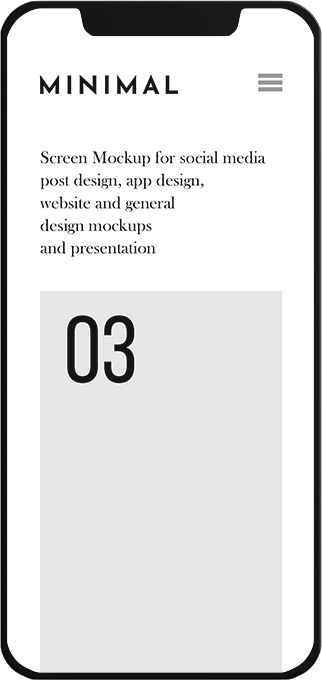 MINIMAL
Screen Mockup for social media
post design, app design,
website and general
design mockups
and presentation
03